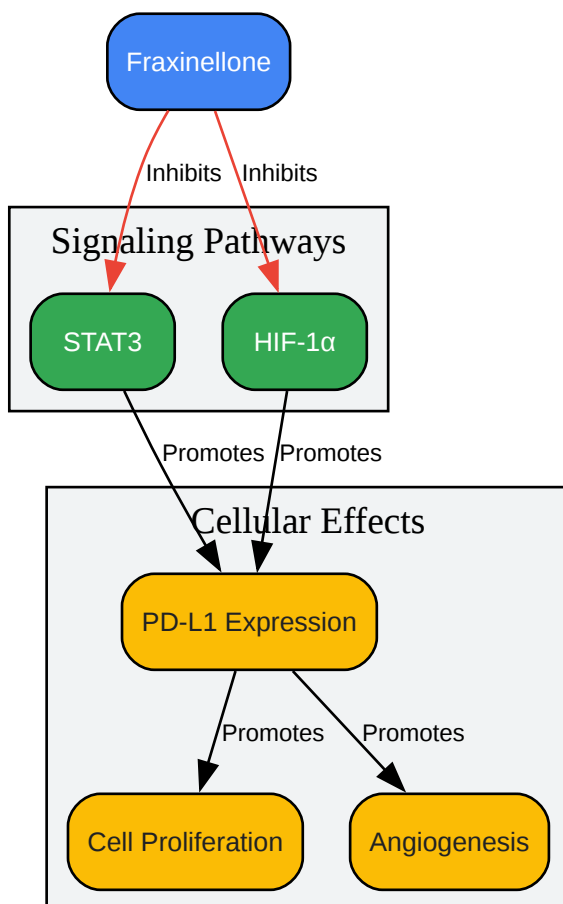 Fraxinellone
Inhibits
Inhibits
Signaling Pathways
STAT3
HIF-1α
Promotes
Promotes
Cellular Effects
PD-L1 Expression
Promotes
Promotes
Cell Proliferation
Angiogenesis